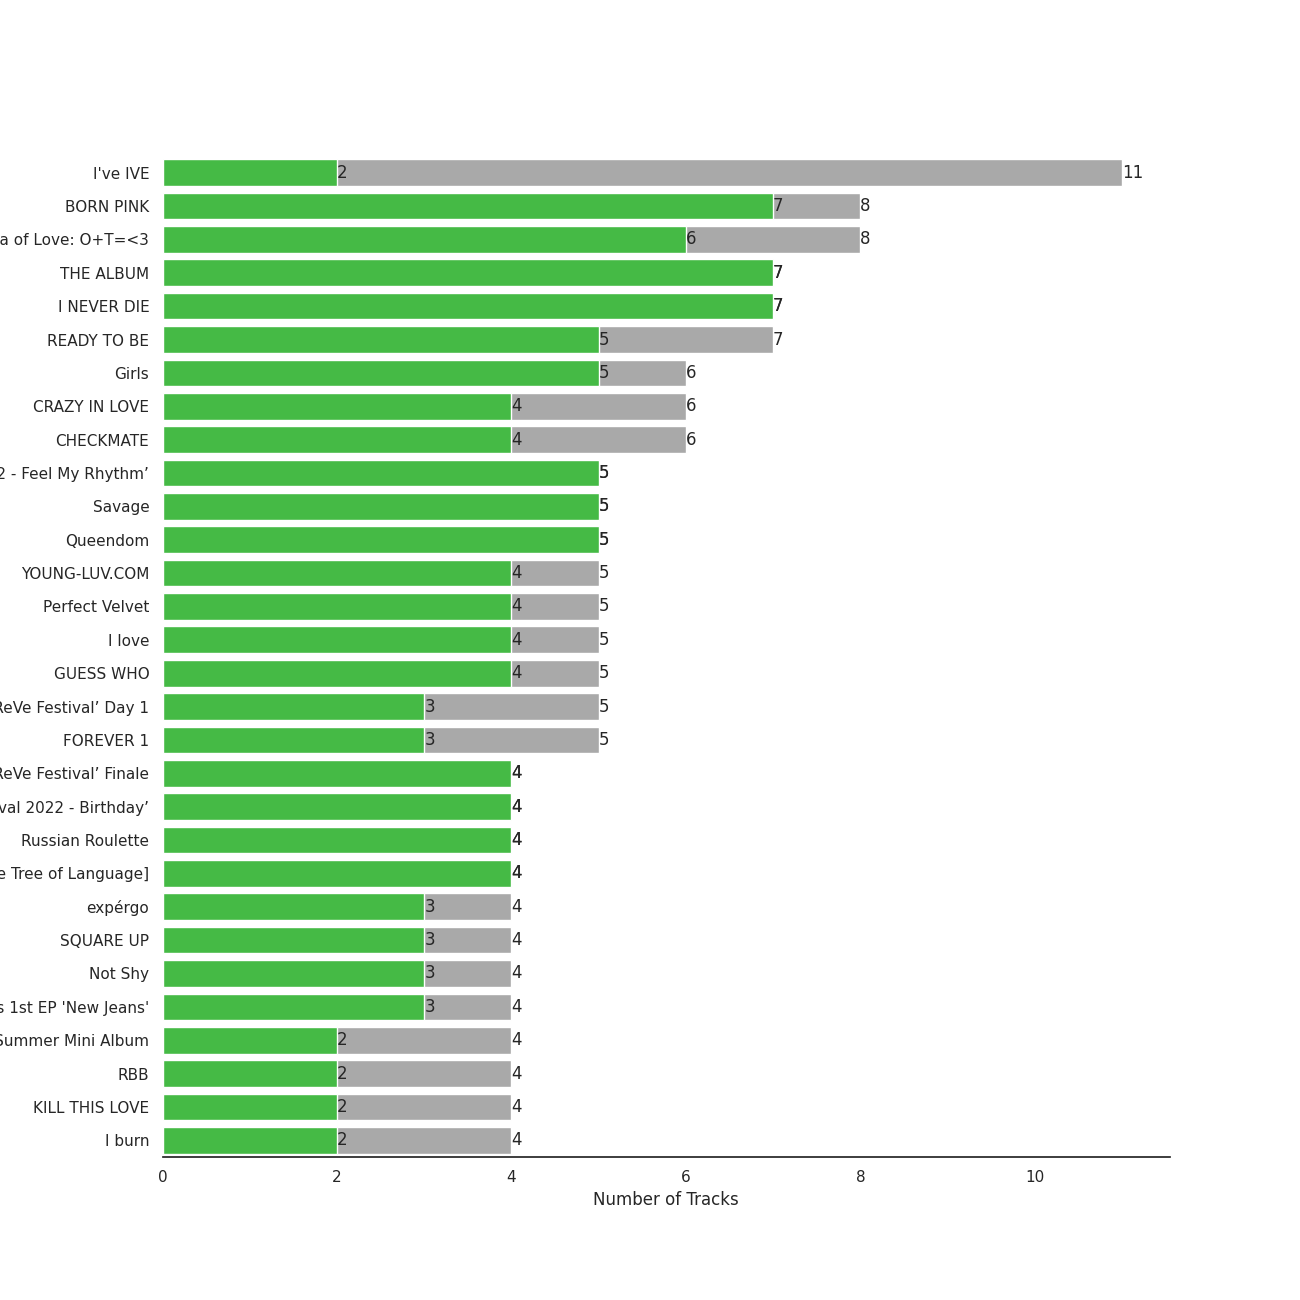 I've IVE 2 11
BORN PINK 7 8
a of Love: O+T=<3 6 8
THE ALBUM 7
I NEVER DIE 7
READY TO BE 5 7
Girls 5 6
CRAZY IN LOVE 4 6
CHECKMATE 4 6
2 - Feel My Rhythm’ 5
Savage 5
Queendom 5
YOUNG-LUV.COM 4 5
Perfect Velvet 4 5
I love 4 5
GUESS WHO 4 5
ReVe Festival’ Day 1 3 5
FOREVER 1 3 5
ReVe Festival’ Finale 4
val 2022 - Birthday’ 4
Russian Roulette 4
e Tree of Language] 4
expérgo 3 4
SQUARE UP 3 4
Not Shy 3 4
s 1st EP 'New Jeans' 3 4
Summer Mini Album 2 4
RBB 2 4
KILL THIS LOVE 2 4
I burn 2 4
0 2 4 6 8 10
Number of Tracks